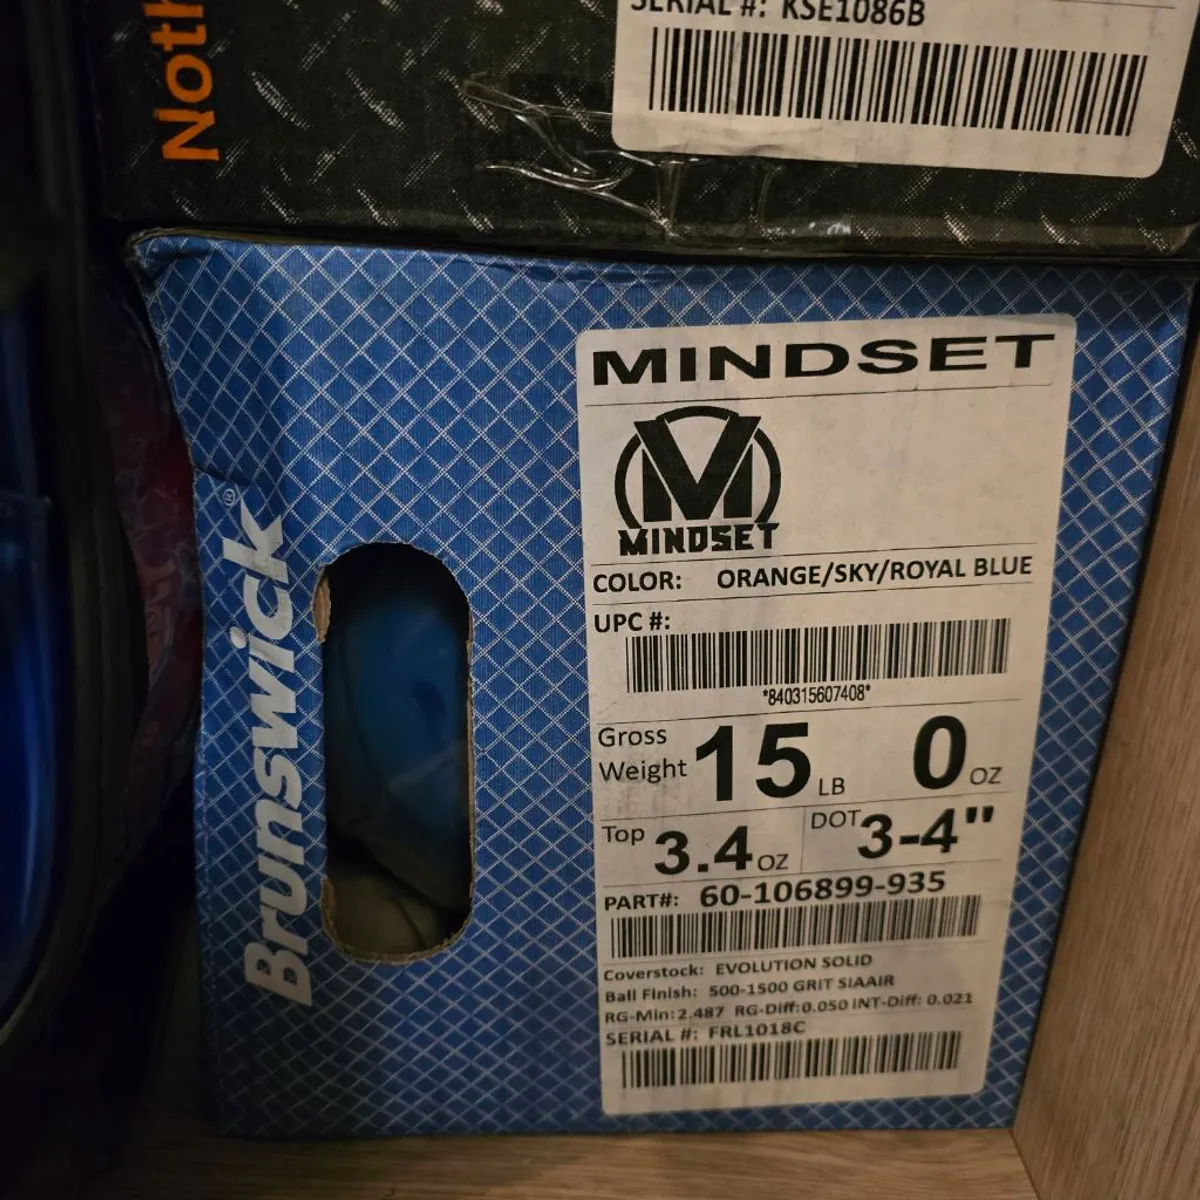 Noth
SERIAL #: KSE1086B
Brunswick®
MINDSET
M
MINDSET
COLOR: ORANGE/SKY/ROYAL BLUE
UPC #:
*840315607408*
Gross Weight 15 LB 0 OZ
Top 3.4 OZ DOT 3-4"
PART#: 60-106899-935
Coverstock: EVOLUTION SOLID
Ball Finish: 500-1500 GRIT SIAAIR
RG-Min: 2.487 RG-Diff: 0.050 INT-Diff: 0.021
SERIAL #: FRL1018C